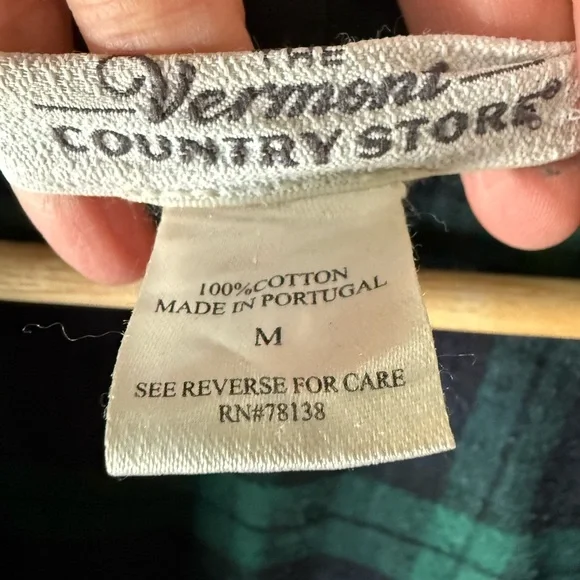 THE
Vermont
COUNTRY STORE®
100%COTTON
MADE IN PORTUGAL
M
SEE REVERSE FOR CARE
RN#78138